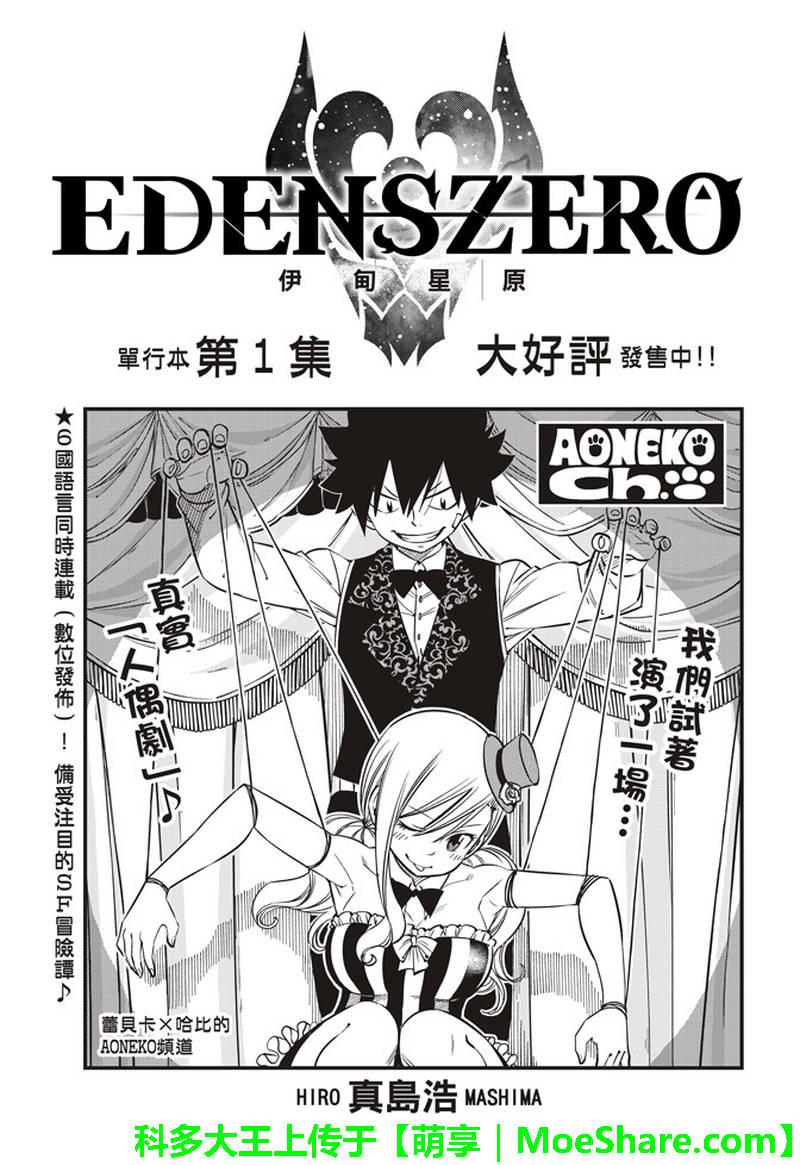 EDENSZERO
伊甸星原
單行本 第1集 大好評 發售中!!
★6國語言同時連載(數位發佈)! 備受注目的SF冒險譚♪
AONEKO
Ch.
我們試著
演了一場…
真實
「人偶劇」♪
蕾貝卡×哈比的
AONEKO頻道
HIRO 真島浩 MASHIMA
科多大王上传于【萌享|MoeShare.com】